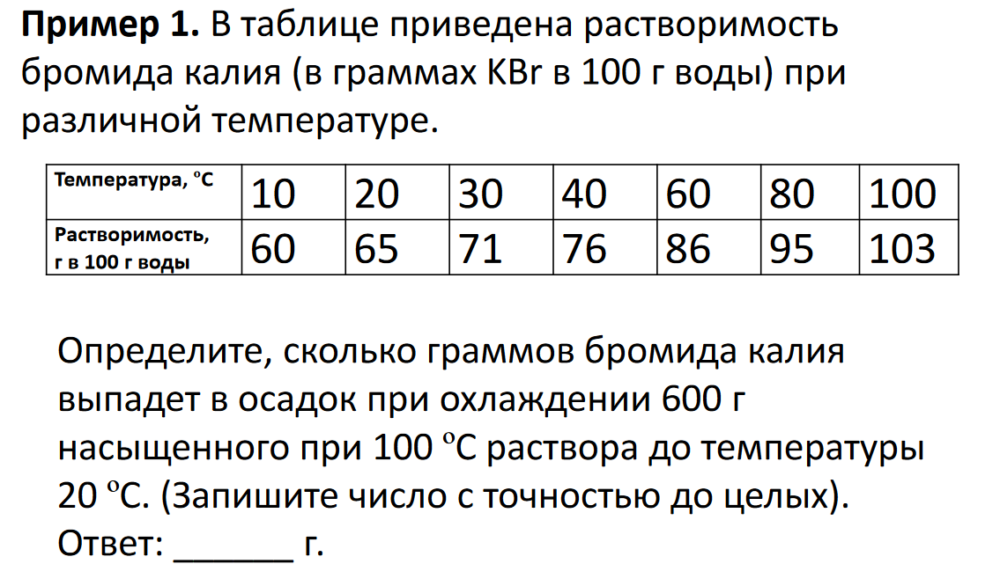 Пример 1. В таблице приведена растворимость
бромида калия (в граммах KBr в 100 г воды) при
различной температуре.
Температура, °С 10 20 30 40 60 80 100
Растворимость,
г в 100 г воды 60 65 71 76 86 95 103
Определите, сколько граммов бромида калия
выпадет в осадок при охлаждении 600 г
насыщенного при 100 °С раствора до температуры
20 °С. (Запишите число с точностью до целых).
Ответ: ______ г.